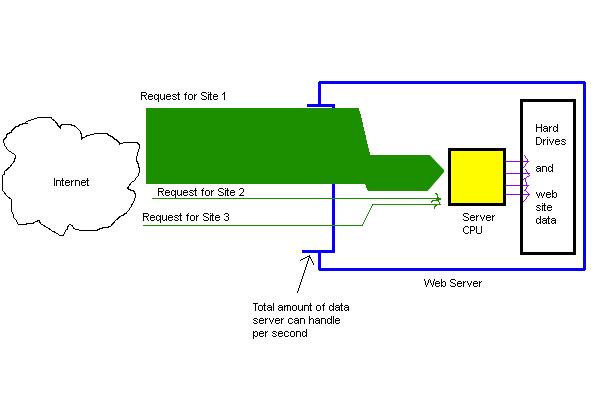 Request for Site 1
Internet
Request for Site 2
Request for Site 3
Hard
Drives
and
web
site
data
Server
CPU
Web Server
Total amount of data
server can handle
per second